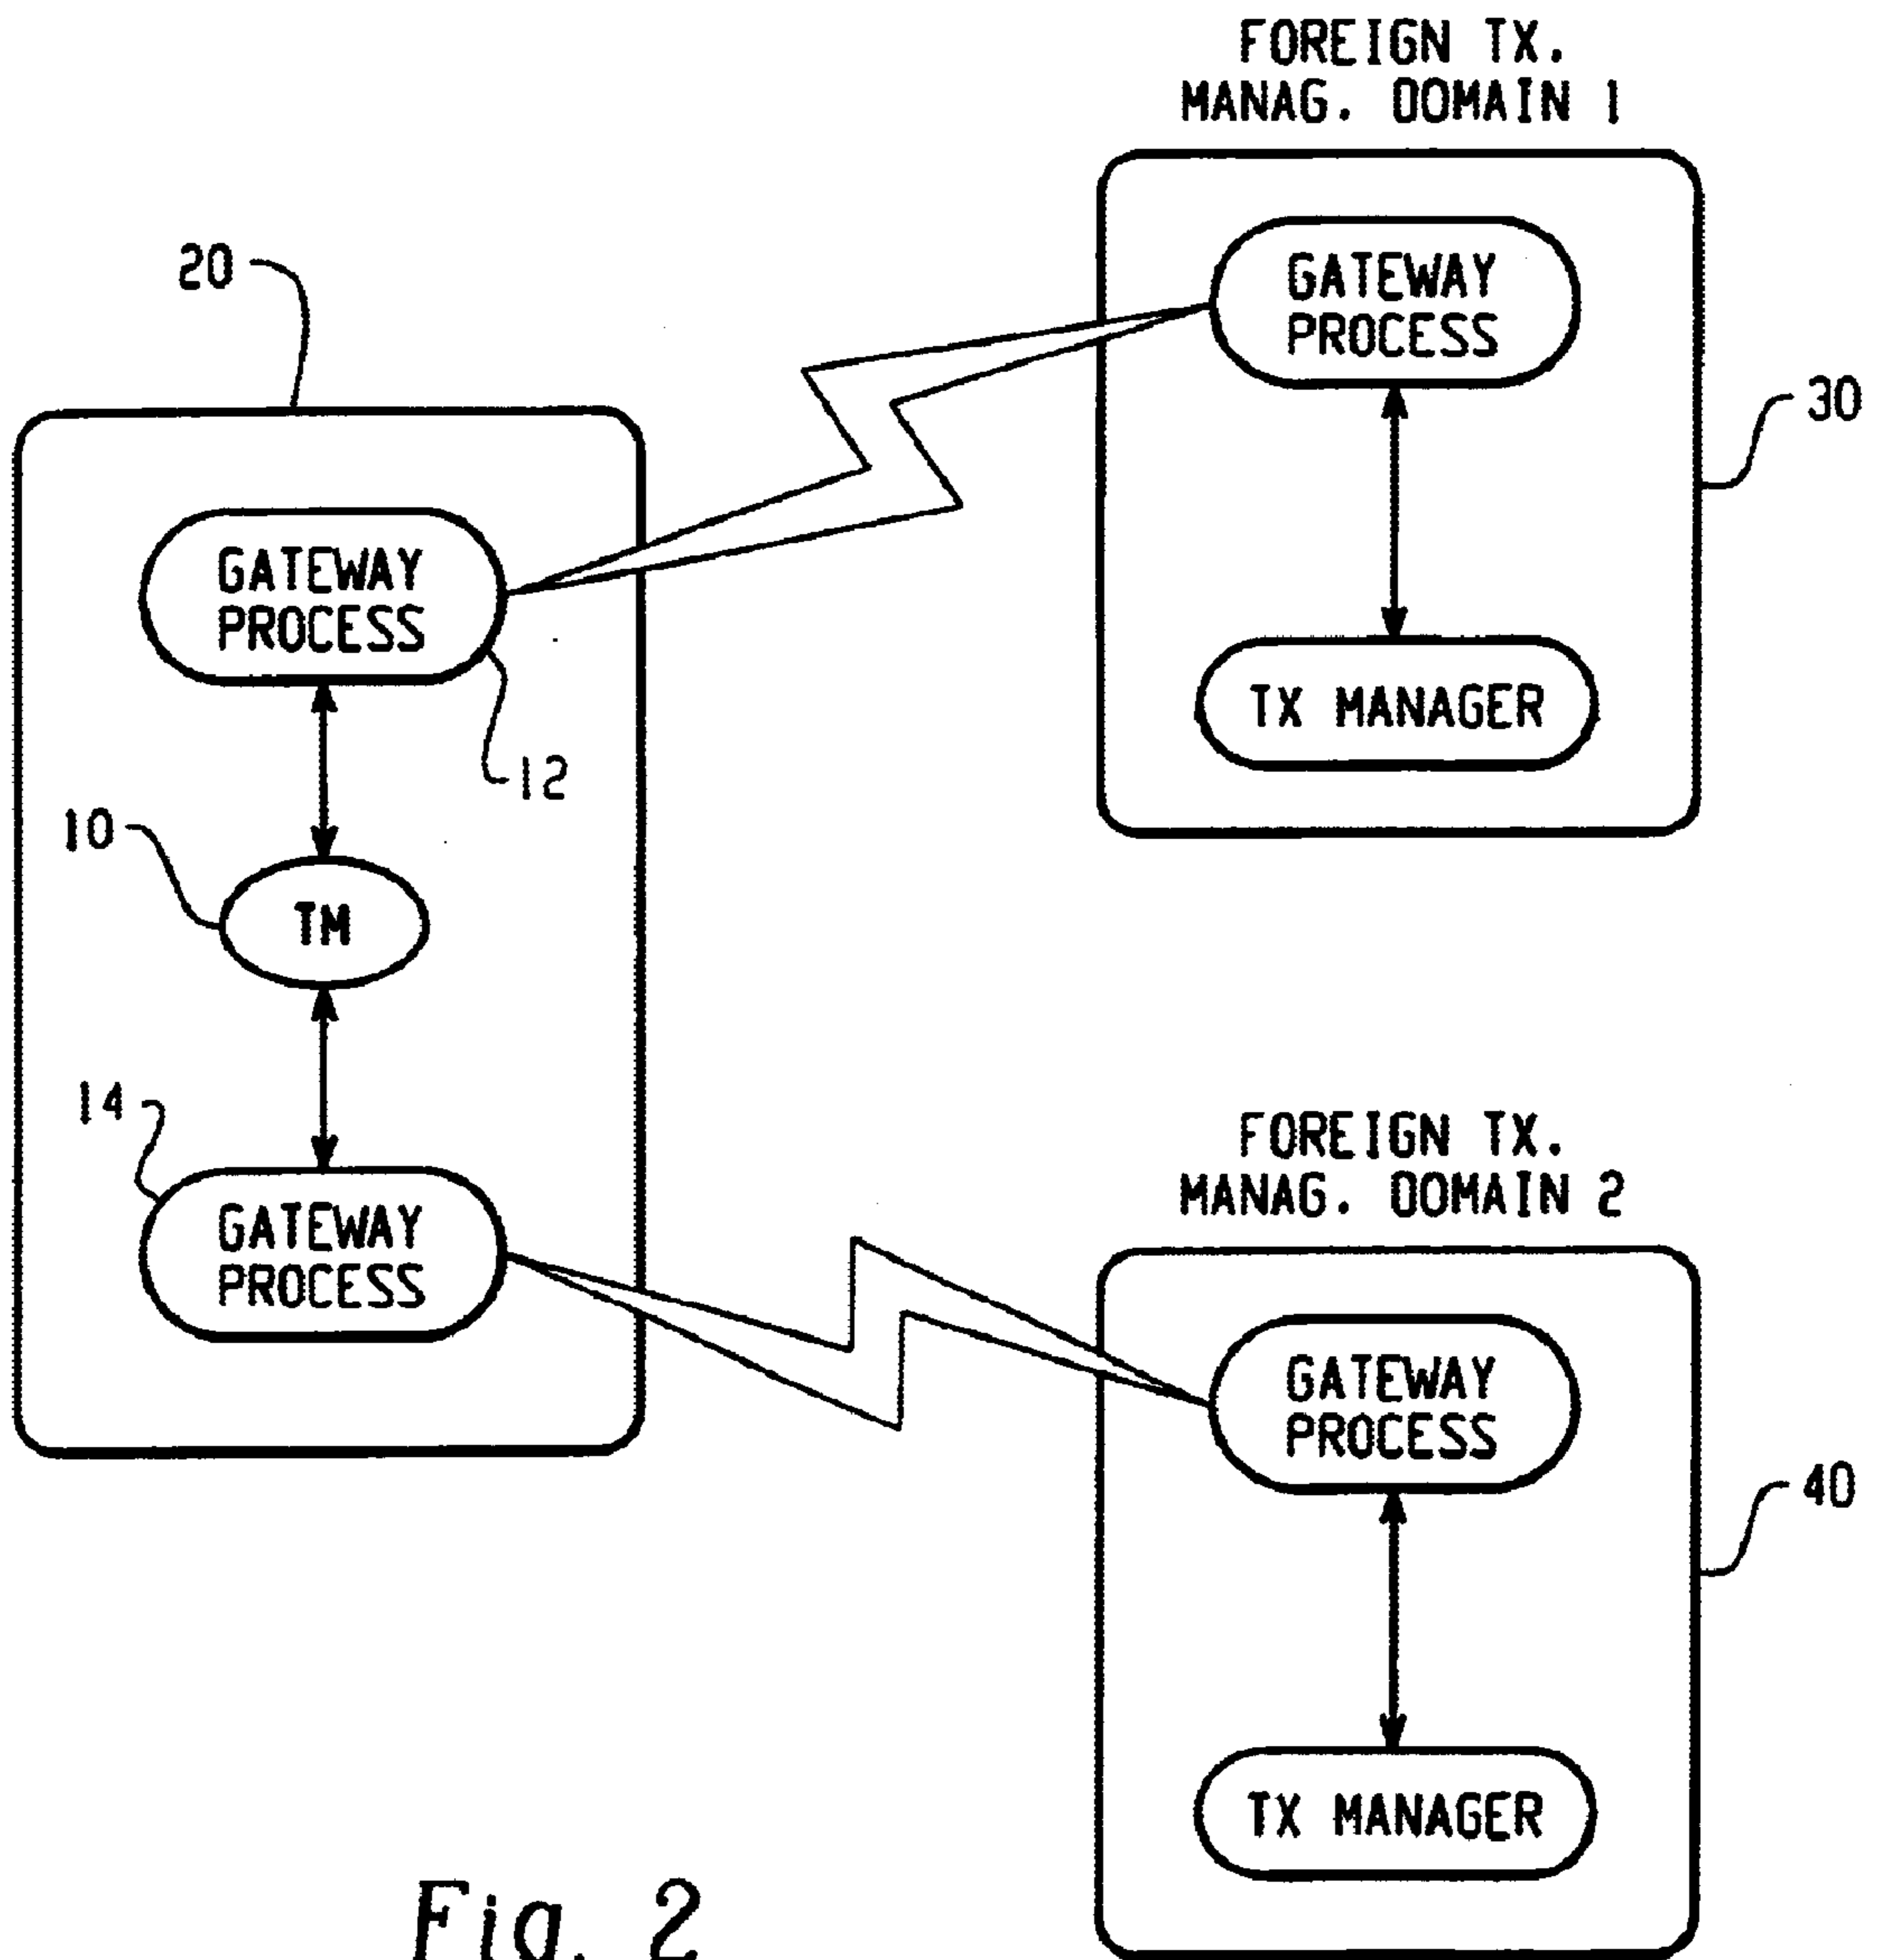 FOREIGN TX.
MANAG. DOMAIN 1
20
GATEWAY
PROCESS
30
GATEWAY
PROCESS
12
TX MANAGER
10
TM
14
GATEWAY
PROCESS
FOREIGN TX.
MANAG. DOMAIN 2
GATEWAY
PROCESS
40
TX MANAGER
Fig. 2